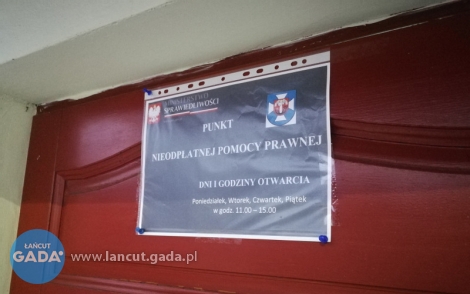 MINISTERSTWO
SPRAWIEDLIWOŚCI
PUNKT
NIEODPŁATNEJ POMOCY PRAWNEJ
DNI I GODZINY OTWARCIA
Poniedziałek, Wtorek, Czwartek, Piątek
w godz. 11.00 – 15.00
ŁAŃCUT
GADA
www.lancut.gada.pl